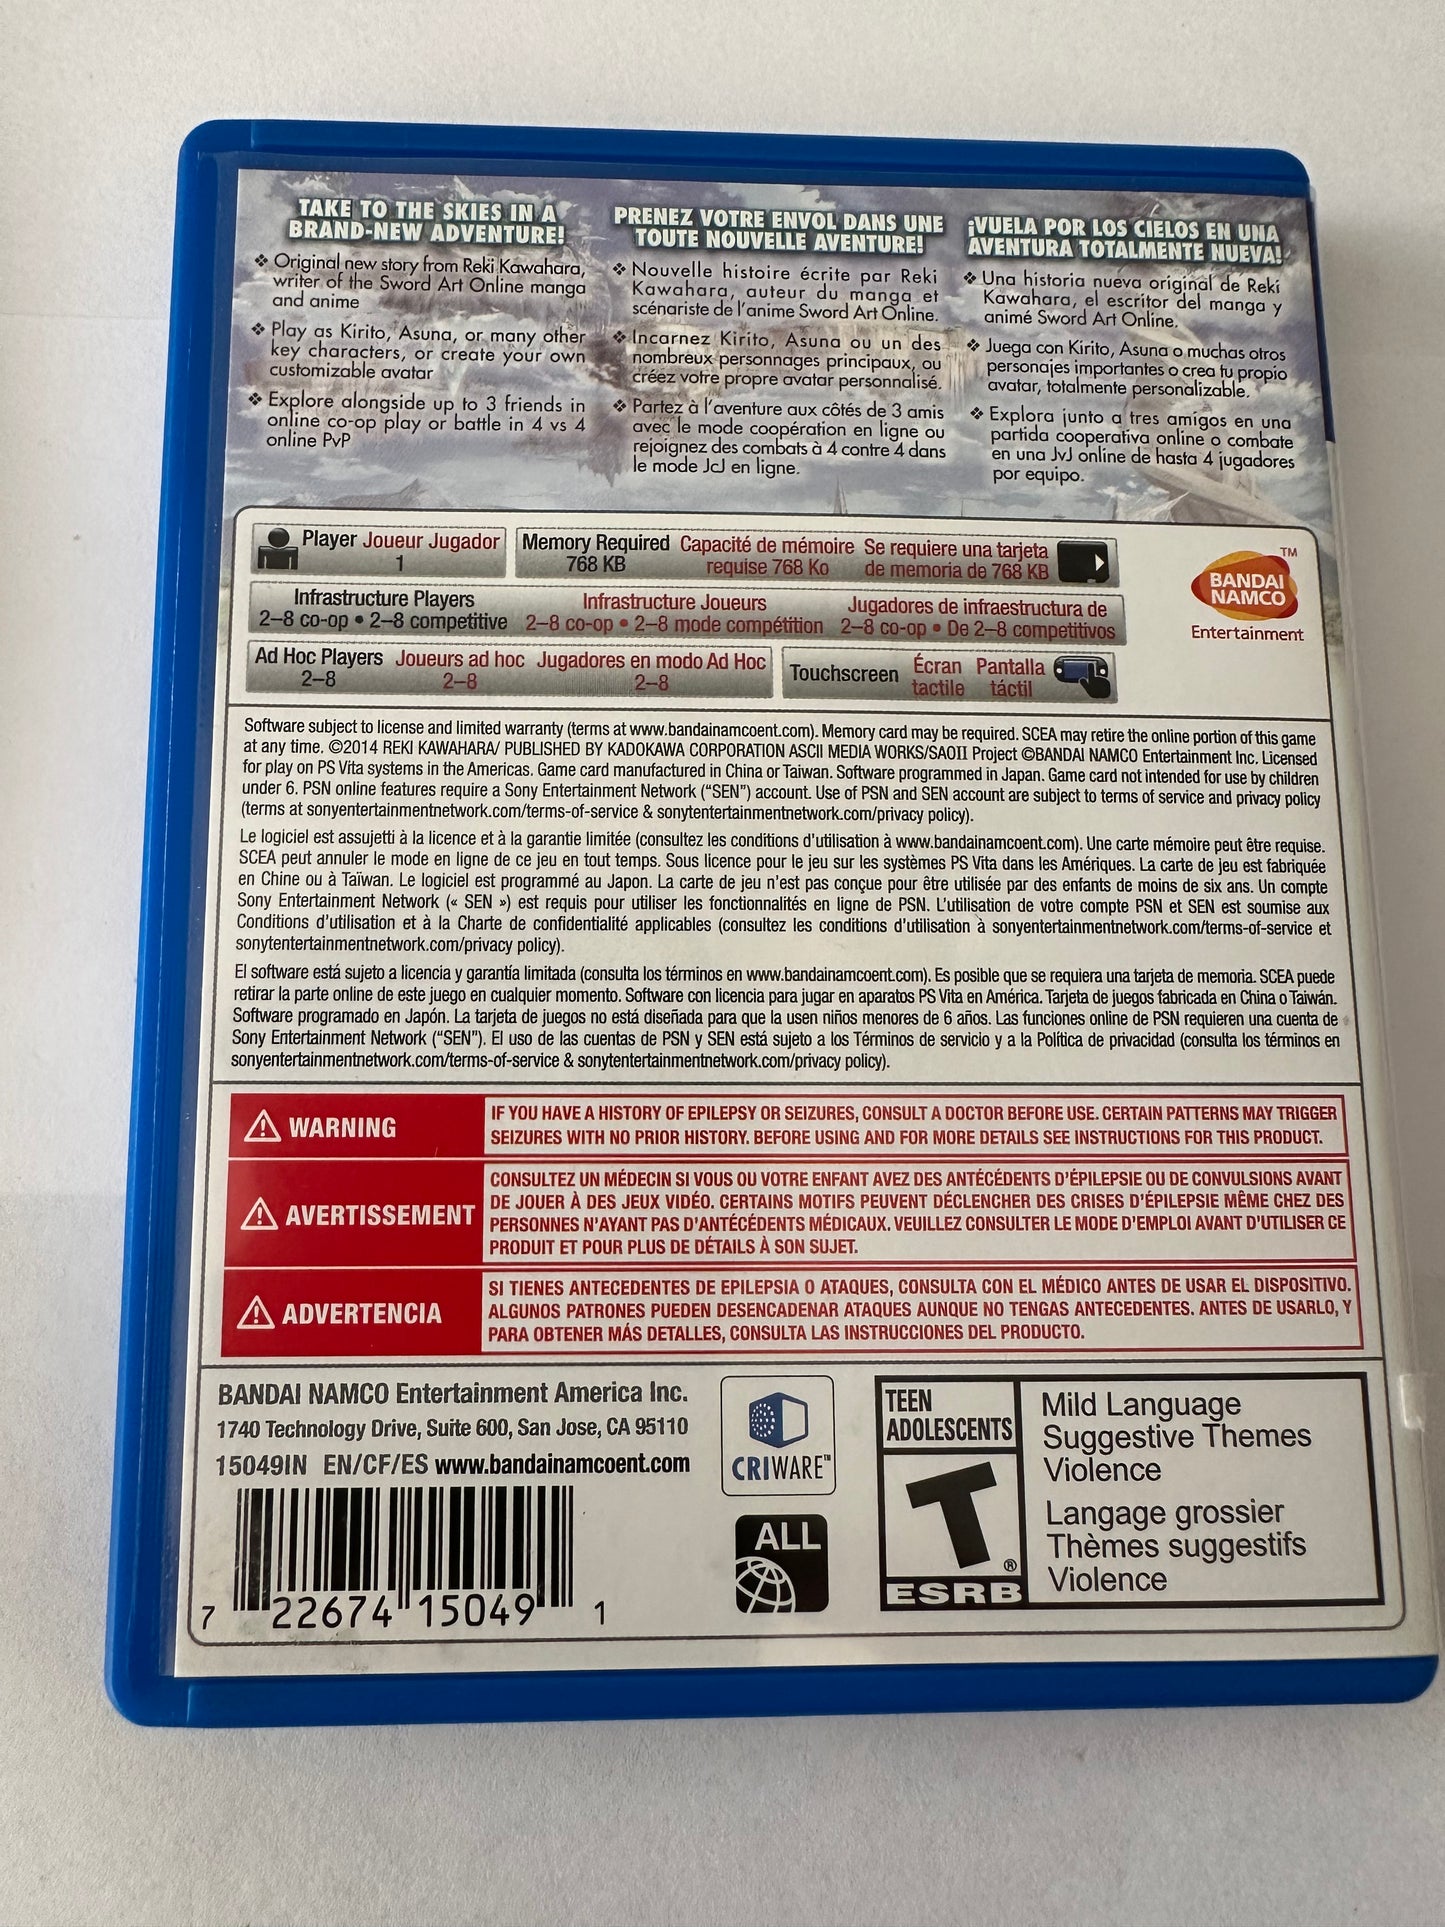 TAKE TO THE SKIES IN A
BRAND-NEW ADVENTURE!
❖ Original new story from Reki Kawahara,
writer of the Sword Art Online manga
and anime
❖ Play as Kirito, Asuna, or many other
key characters, or create your own
customizable avatar
❖ Explore alongside up to 3 friends in
online co-op play or battle in 4 vs 4
online PvP
PRENEZ VOTRE ENVOL DANS UNE
TOUTE NOUVELLE AVENTURE!
❖ Nouvelle histoire écrite par Reki
Kawahara, auteur du manga et
scénariste de l'anime Sword Art Online.
❖ Incarnez Kirito, Asuna ou un des
nombreux personnages principaux, ou
créez votre propre avatar personnalisé.
❖ Partez à l'aventure aux côtés de 3 amis
avec le mode coopération en ligne ou
rejoignez des combats à 4 contre 4 dans
le mode JcJ en ligne.
¡VUELA POR LOS CIELOS EN UNA
AVENTURA TOTALMENTE NUEVA!
❖ Una historia nueva original de Reki
Kawahara, el escritor del manga y
animé Sword Art Online.
❖ Juega con Kirito, Asuna o muchas otros
personajes importantes o crea tu propio
avatar, totalmente personalizable.
❖ Explora junto a tres amigos en una
partida cooperativa online o combate
en una JvJ online de hasta 4 jugadores
por equipo.
Player Joueur Jugador
1
Memory Required
768 KB
Capacité de mémoire
requise 768 Ko
Se requiere una tarjeta
de memoria de 768 KB
Infrastructure Players
2–8 co-op • 2–8 competitive
Infrastructure Joueurs
2–8 co-op • 2–8 mode compétition
Jugadores de infraestructura de
2–8 co-op • De 2–8 competitivos
Ad Hoc Players
2–8
Joueurs ad hoc
2–8
Jugadores en modo Ad Hoc
2–8
Touchscreen
Écran
tactile
Pantalla
táctil
BANDAI
NAMCO
TM
Entertainment
Software subject to license and limited warranty (terms at www.bandainamcoent.com). Memory card may be required. SCEA may retire the online portion of this game
at any time. ©2014 REKI KAWAHARA/ PUBLISHED BY KADOKAWA CORPORATION ASCII MEDIA WORKS/SAOII Project ©BANDAI NAMCO Entertainment Inc. Licensed
for play on PS Vita systems in the Americas. Game card manufactured in China or Taiwan. Software programmed in Japan. Game card not intended for use by children
under 6. PSN online features require a Sony Entertainment Network (“SEN”) account. Use of PSN and SEN account are subject to terms of service and privacy policy
(terms at sonyentertainmentnetwork.com/terms-of-service & sonytentertainmentnetwork.com/privacy policy).
Le logiciel est assujetti à la licence et à la garantie limitée (consultez les conditions d'utilisation à www.bandainamcoent.com). Une carte mémoire peut être requise.
SCEA peut annuler le mode en ligne de ce jeu en tout temps. Sous licence pour le jeu sur les systèmes PS Vita dans les Amériques. La carte de jeu est fabriquée
en Chine ou à Taïwan. Le logiciel est programmé au Japon. La carte de jeu n'est pas conçue pour être utilisée par des enfants de moins de six ans. Un compte
Sony Entertainment Network (« SEN ») est requis pour utiliser les fonctionnalités en ligne de PSN. L'utilisation de votre compte PSN et SEN est soumise aux
Conditions d'utilisation et à la Charte de confidentialité applicables (consultez les conditions d'utilisation à sonyentertainmentnetwork.com/terms-of-service et
sonytentertainmentnetwork.com/privacy policy).
El software está sujeto a licencia y garantía limitada (consulta los términos en www.bandainamcoent.com). Es posible que se requiera una tarjeta de memoria. SCEA puede
retirar la parte online de este juego en cualquier momento. Software con licencia para jugar en aparatos PS Vita en América. Tarjeta de juegos fabricada en China o Taiwán.
Software programado en Japón. La tarjeta de juegos no está diseñada para que la usen niños menores de 6 años. Las funciones online de PSN requieren una cuenta de
Sony Entertainment Network (“SEN”). El uso de las cuentas de PSN y SEN está sujeto a los Términos de servicio y a la Política de privacidad (consulta los términos en
sonyentertainmentnetwork.com/terms-of-service & sonytentertainmentnetwork.com/privacy policy).
WARNING
IF YOU HAVE A HISTORY OF EPILEPSY OR SEIZURES, CONSULT A DOCTOR BEFORE USE. CERTAIN PATTERNS MAY TRIGGER
SEIZURES WITH NO PRIOR HISTORY. BEFORE USING AND FOR MORE DETAILS SEE INSTRUCTIONS FOR THIS PRODUCT.
AVERTISSEMENT
CONSULTEZ UN MÉDECIN SI VOUS OU VOTRE ENFANT AVEZ DES ANTÉCÉDENTS D'ÉPILEPSIE OU DE CONVULSIONS AVANT
DE JOUER À DES JEUX VIDÉO. CERTAINS MOTIFS PEUVENT DÉCLENCHER DES CRISES D'ÉPILEPSIE MÊME CHEZ DES
PERSONNES N'AYANT PAS D'ANTÉCÉDENTS MÉDICAUX. VEUILLEZ CONSULTER LE MODE D'EMPLOI AVANT D'UTILISER CE
PRODUIT ET POUR PLUS DE DÉTAILS À SON SUJET.
ADVERTENCIA
SI TIENES ANTECEDENTES DE EPILEPSIA O ATAQUES, CONSULTA CON EL MÉDICO ANTES DE USAR EL DISPOSITIVO.
ALGUNOS PATRONES PUEDEN DESENCADENAR ATAQUES AUNQUE NO TENGAS ANTECEDENTES. ANTES DE USARLO, Y
PARA OBTENER MÁS DETALLES, CONSULTA LAS INSTRUCCIONES DEL PRODUCTO.
BANDAI NAMCO Entertainment America Inc.
1740 Technology Drive, Suite 600, San Jose, CA 95110
15049IN EN/CF/ES www.bandainamcoent.com
7 22674 15049 1
CRIWARE™
ALL
TEEN
ADOLESCENTS
T
®
ESRB
Mild Language
Suggestive Themes
Violence
Langage grossier
Thèmes suggestifs
Violence